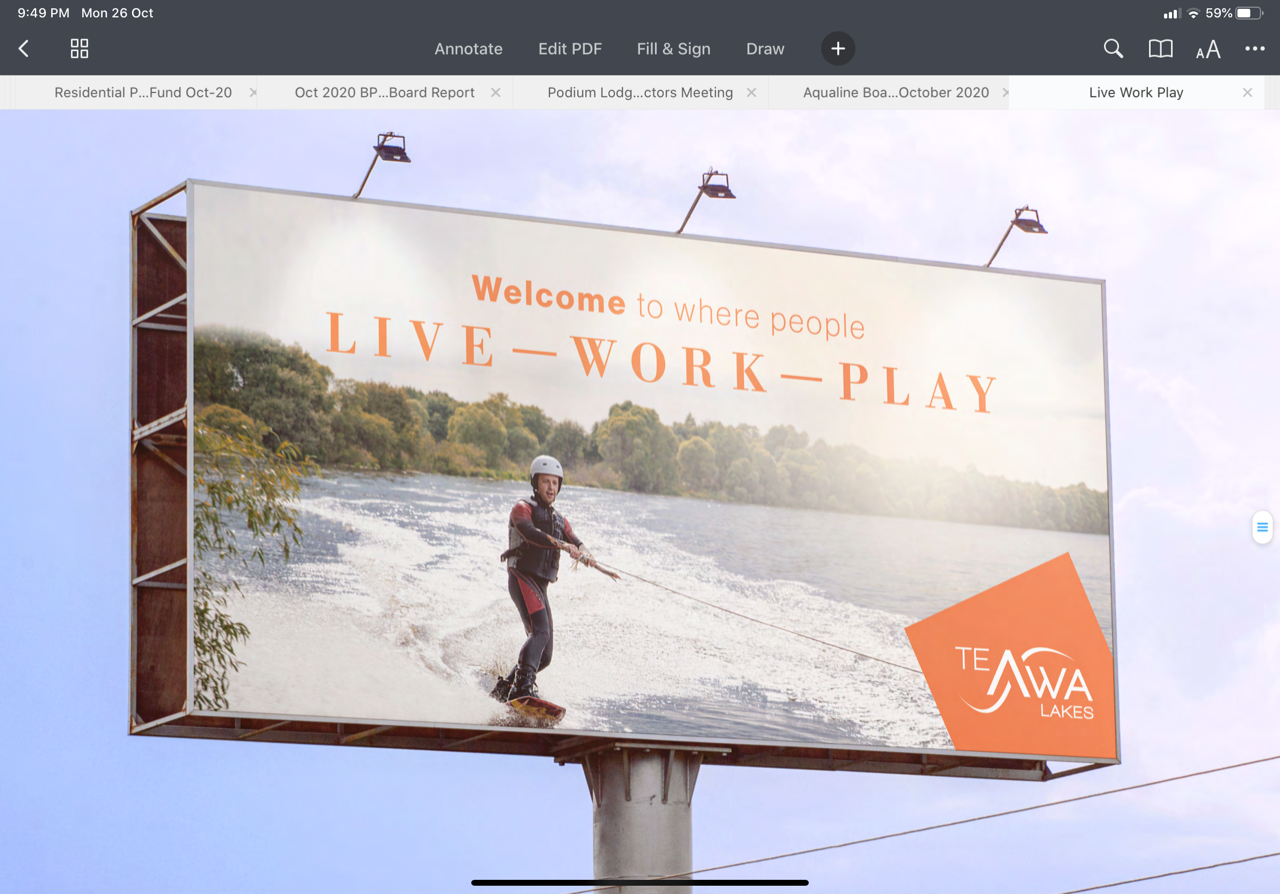 9:49 PM Mon 26 Oct
59%
Annotate Edit PDF Fill & Sign Draw
AA
Residential P...Fund Oct-20
Oct 2020 BP...Board Report
Podium Lodg...ctors Meeting
Aqualine Boa...October 2020
Live Work Play
Welcome to where people
LIVE—WORK—PLAY
TE AWA
LAKES